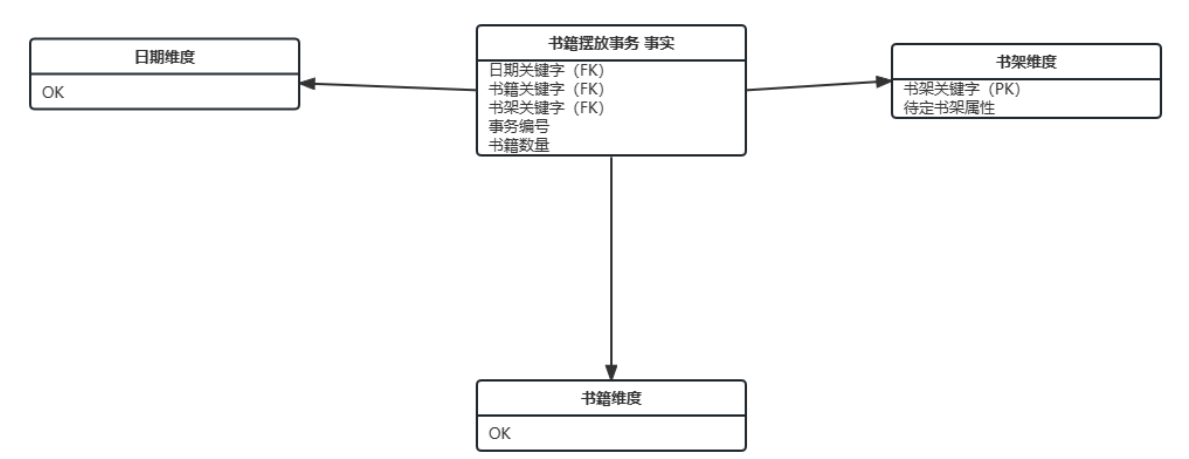 日期维度
OK
书籍摆放事务 事实
日期关键字（FK）
书籍关键字（FK）
书架关键字（FK）
事务编号
书籍数量
书架维度
书架关键字（PK）
待定书架属性
书籍维度
OK